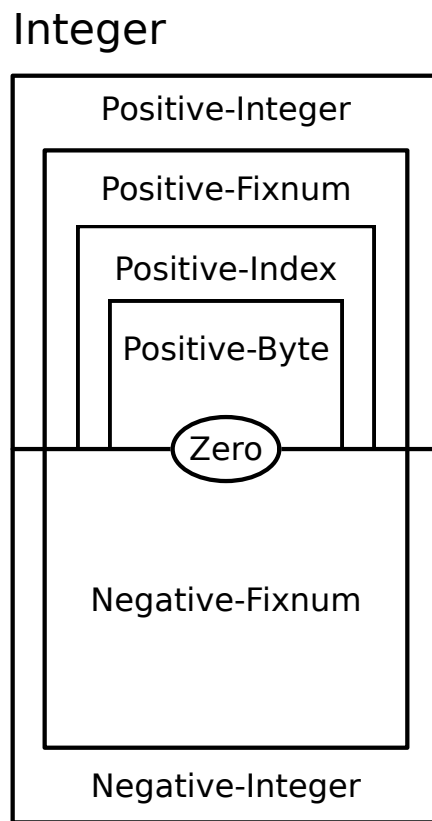 Integer
Positive-Integer
Positive-Fixnum
Positive-Index
Positive-Byte
Zero
Negative-Fixnum
Negative-Integer